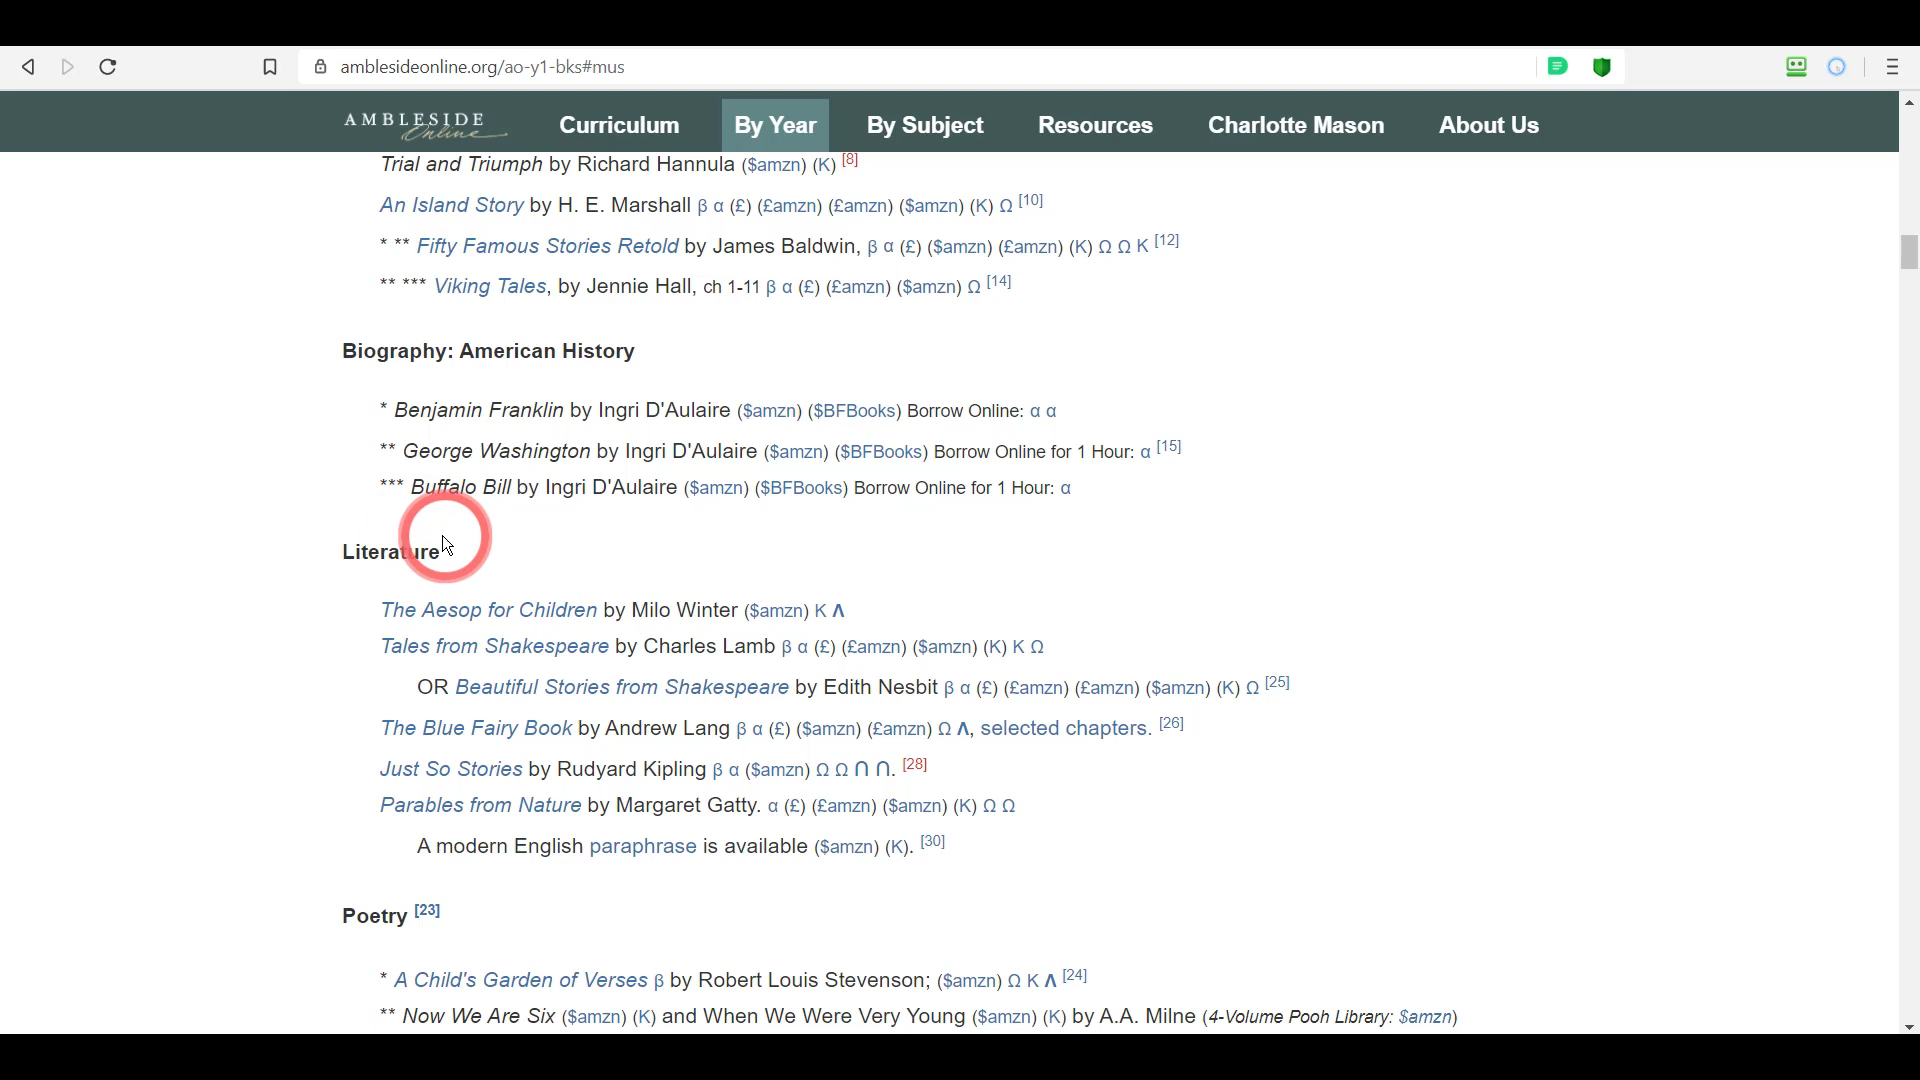 amblesideonline.org/ao-y1-bks#mus
AMBLESIDE Online Curriculum By Year By Subject Resources Charlotte Mason About Us
Trial and Triumph by Richard Hannula ($amzn) (K) [8]
An Island Story by H. E. Marshall β α (£) (£amzn) (£amzn) ($amzn) (K) Ω [10]
* ** Fifty Famous Stories Retold by James Baldwin, β α (£) ($amzn) (£amzn) (K) Ω Ω K [12]
** *** Viking Tales, by Jennie Hall, ch 1-11 β α (£) (£amzn) ($amzn) Ω [14]
Biography: American History
* Benjamin Franklin by Ingri D'Aulaire ($amzn) ($BFBooks) Borrow Online: α α
** George Washington by Ingri D'Aulaire ($amzn) ($BFBooks) Borrow Online for 1 Hour: α [15]
*** Buffalo Bill by Ingri D'Aulaire ($amzn) ($BFBooks) Borrow Online for 1 Hour: α
Literature
The Aesop for Children by Milo Winter ($amzn) K Λ
Tales from Shakespeare by Charles Lamb β α (£) (£amzn) ($amzn) (K) K Ω
OR Beautiful Stories from Shakespeare by Edith Nesbit β α (£) (£amzn) (£amzn) ($amzn) (K) Ω [25]
The Blue Fairy Book by Andrew Lang β α (£) ($amzn) (£amzn) Ω Λ, selected chapters. [26]
Just So Stories by Rudyard Kipling β α ($amzn) Ω Ω ∩ ∩. [28]
Parables from Nature by Margaret Gatty. α (£) (£amzn) ($amzn) (K) Ω Ω
A modern English paraphrase is available ($amzn) (K). [30]
Poetry [23]
* A Child's Garden of Verses β by Robert Louis Stevenson; ($amzn) Ω K Λ [24]
** Now We Are Six ($amzn) (K) and When We Were Very Young ($amzn) (K) by A.A. Milne (4-Volume Pooh Library: $amzn)